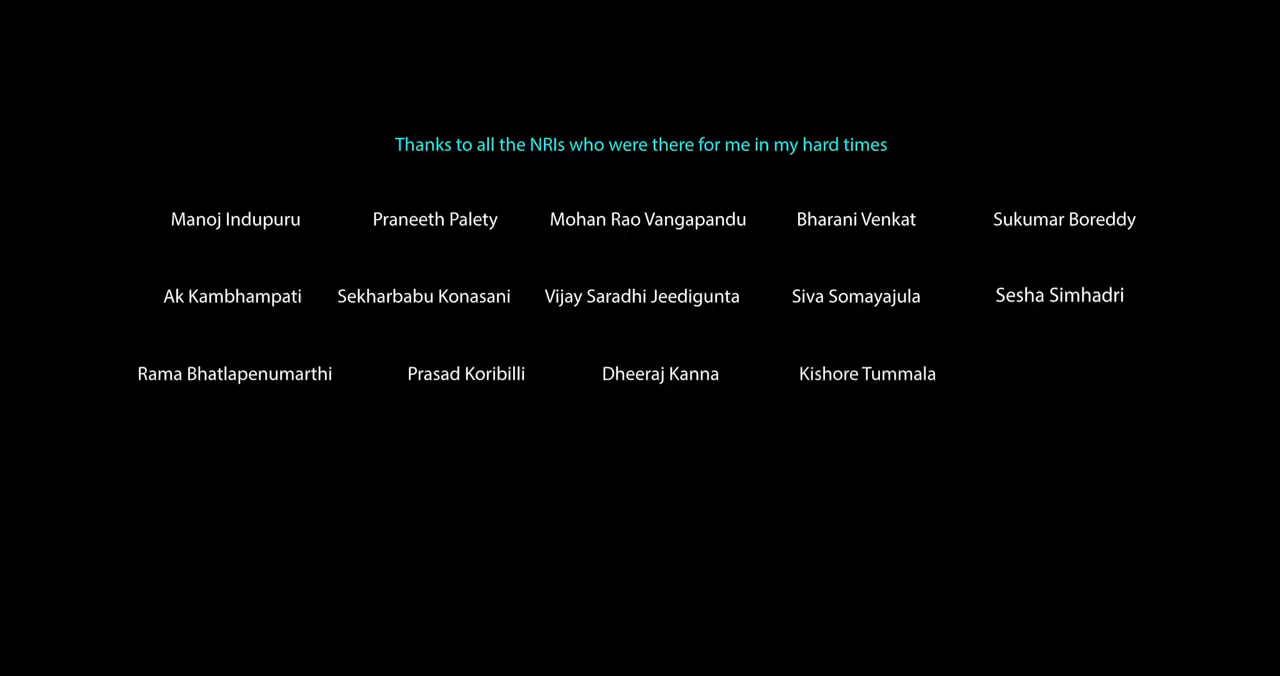 Thanks to all the NRIs who were there for me in my hard times
Manoj Indupuru Praneeth Palety Mohan Rao Vangapandu Bharani Venkat Sukumar Boreddy
Ak Kambhampati Sekharbabu Konasani Vijay Saradhi Jeedigunta Siva Somayajula Sesha Simhadri
Rama Bhatlapenumarthi Prasad Koribilli Dheeraj Kanna Kishore Tummala